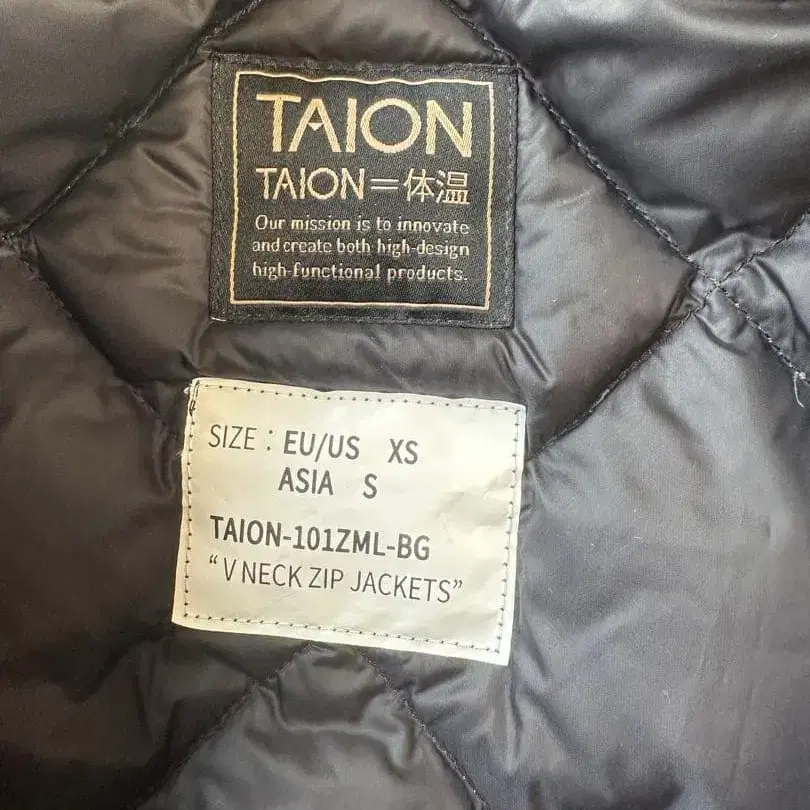 TAION
TAION=体温
Our mission is to innovate
and create both high-design
high-functional products.
SIZE : EU/US XS
ASIA S
TAION-101ZML-BG
“V NECK ZIP JACKETS”